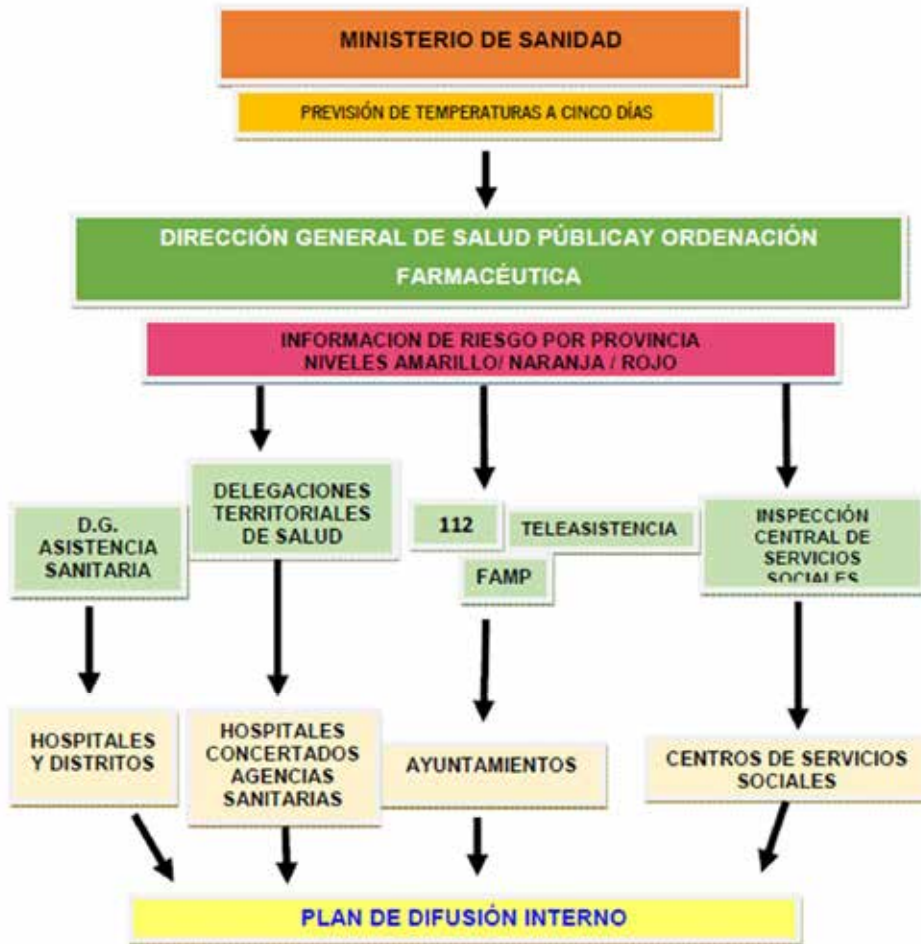 MINISTERIO DE SANIDAD
PREVISIÓN DE TEMPERATURAS A CINCO DÍAS
DIRECCIÓN GENERAL DE SALUD PÚBLICAY ORDENACIÓN
FARMACÉUTICA
INFORMACION DE RIESGO POR PROVINCIA
NIVELES AMARILLO/ NARANJA / ROJO
D.G.
ASISTENCIA
SANITARIA
DELEGACIONES
TERRITORIALES
DE SALUD
112
TELEASISTENCIA
FAMP
INSPECCIÓN
CENTRAL DE
SERVICIOS
SOCIALES
HOSPITALES
Y DISTRITOS
HOSPITALES
CONCERTADOS
AGENCIAS
SANITARIAS
AYUNTAMIENTOS
CENTROS DE SERVICIOS
SOCIALES
PLAN DE DIFUSIÓN INTERNO